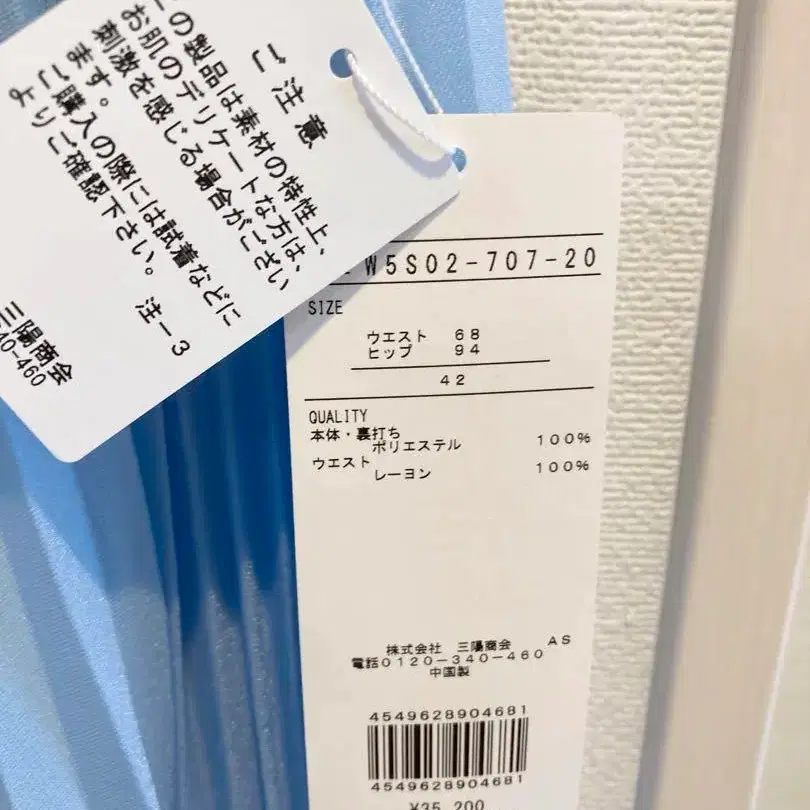 ご注意
この製品は素材の特性上、
お肌のデリケートな方は、
刺激を感じる場合がござい
ます。
ご購入の際には試着などに
よりご確認下さい。 注ー3
三陽商会
40-460
W5S02-707-20
SIZE
ウエスト 68
ヒップ 94
42
QUALITY
本体・裏打ち
ポリエステル 100%
ウエスト
レーヨン 100%
株式会社 三陽商会 AS
電話0120-340-460
中国製
4549628904681
4549628904681
¥35,200